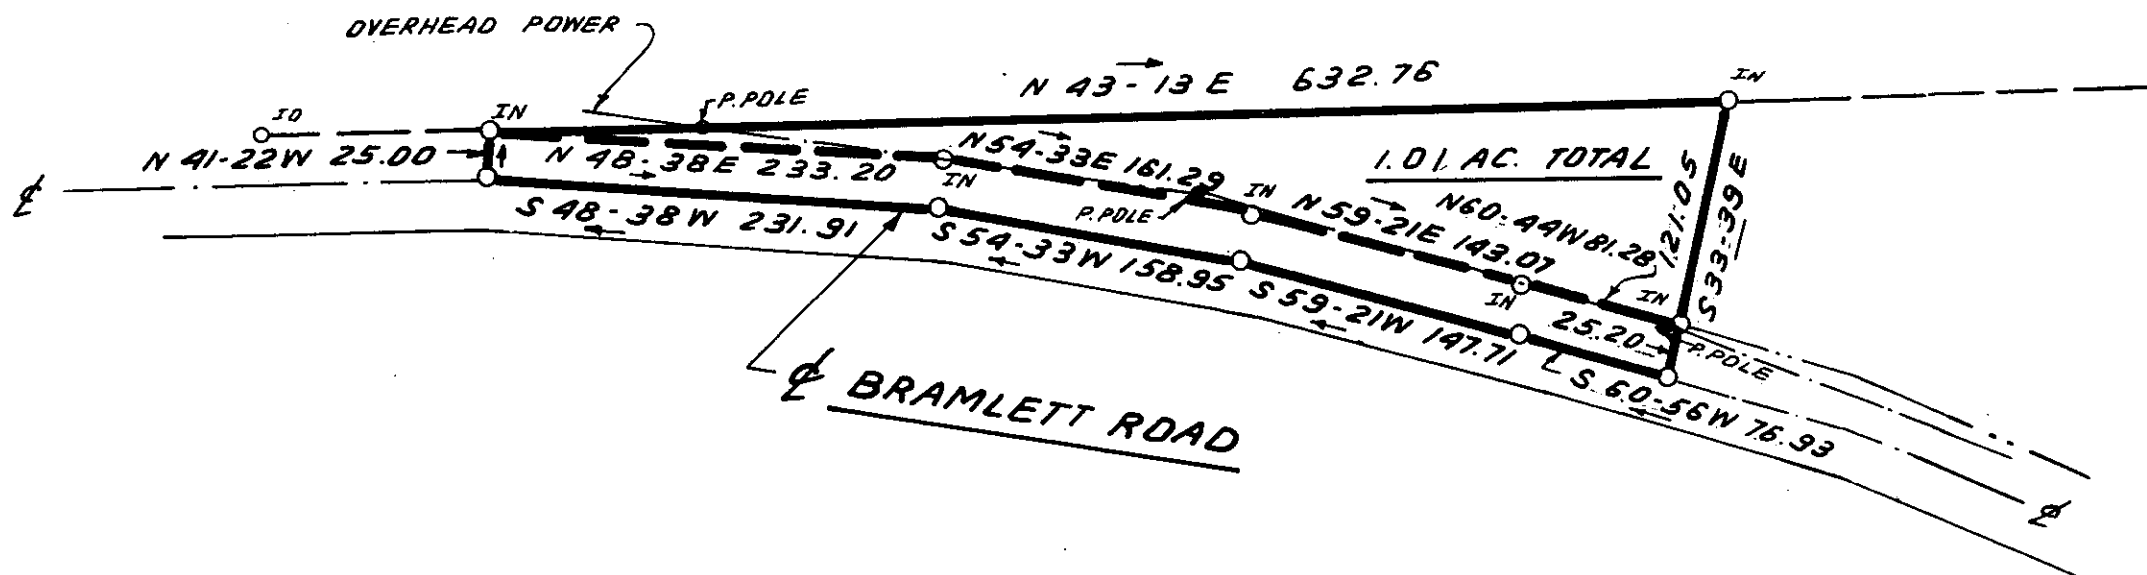 OVERHEAD POWER
N 43-13 E 632.76
IN
P.POLE
IO
IN
N 41-22W 25.00
N 48-38E 233.20
IN
N54-33E 161.29
1.01 AC. TOTAL
121.05
S33-39E
P.POLE
IN
N59-21E 143.07
N60-44W 81.28
IN
IN
25.20
P.POLE
S 48-38W 231.91
S 54-33W 158.95
S 59-21W 147.71
S 60-56W 76.93
℄
℄ BRAMLETT ROAD
℄